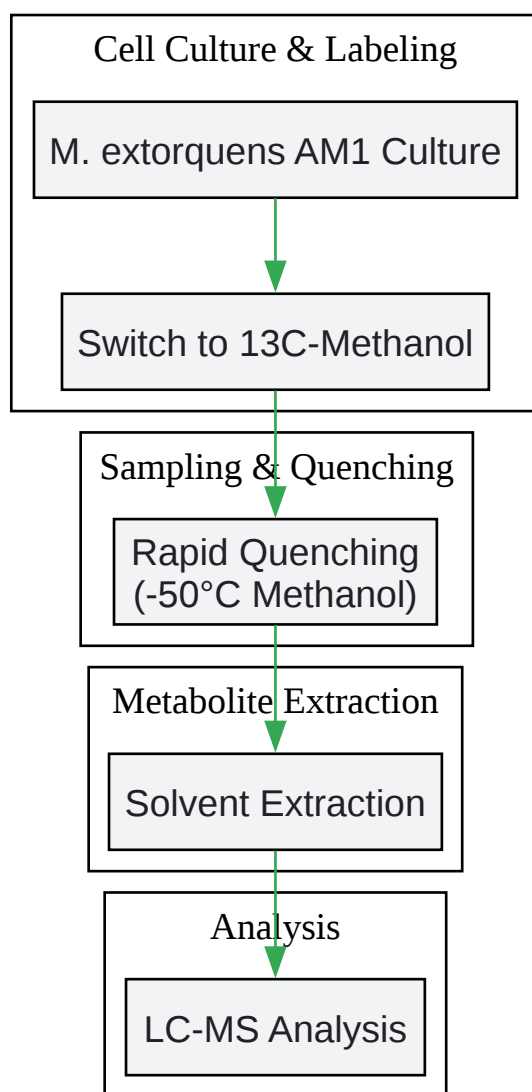 Cell Culture & Labeling
M. extorquens AM1 Culture
Switch to 13C-Methanol
Sampling & Quenching
Rapid Quenching
(-50°C Methanol)
Metabolite Extraction
Solvent Extraction
Analysis
LC-MS Analysis